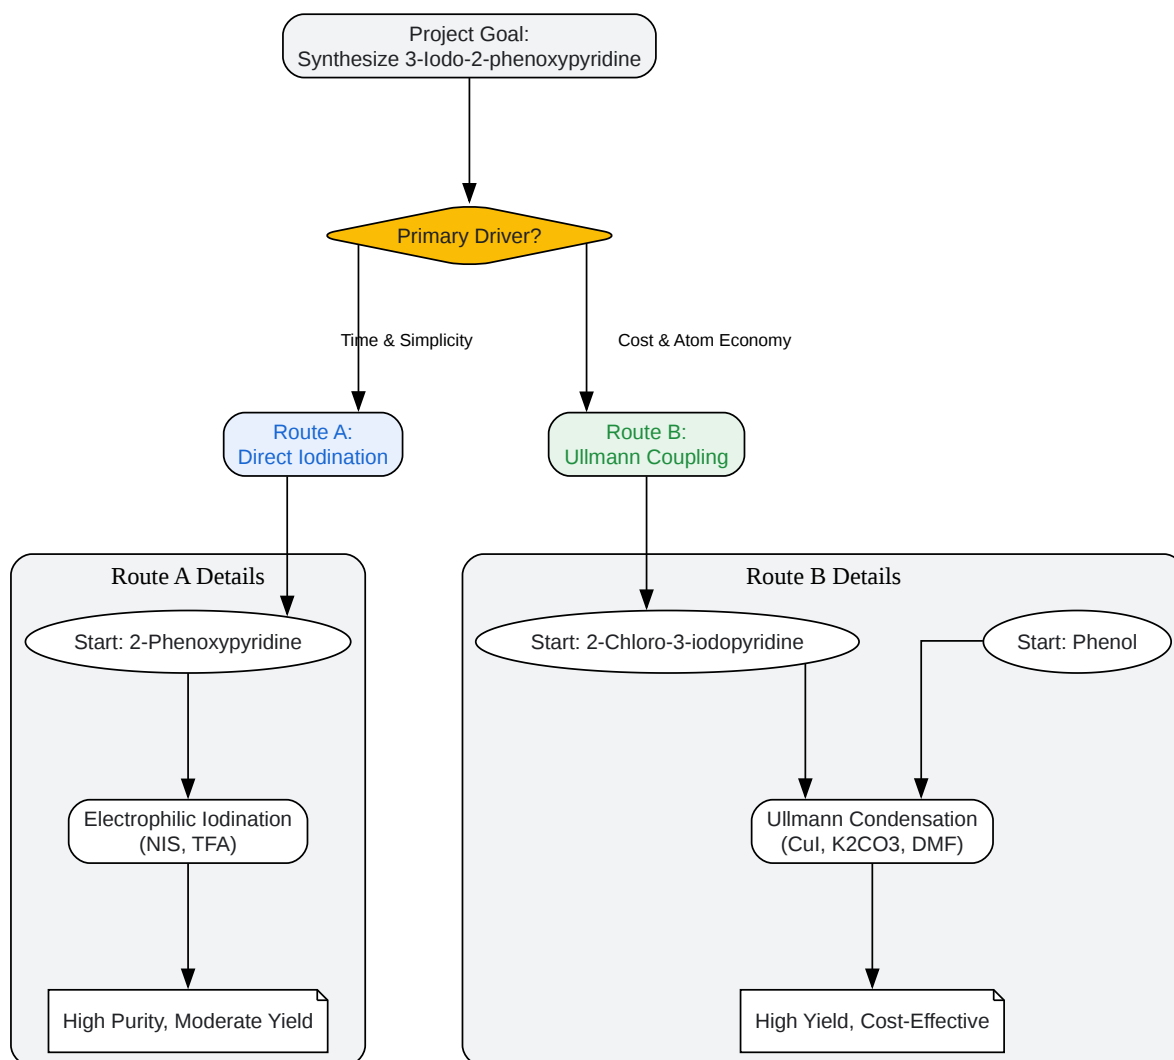 Project Goal:
Synthesize 3-Iodo-2-phenoxypyridine
Primary Driver?
Time & Simplicity
Cost & Atom Economy
Route A:
Direct Iodination
Route B:
Ullmann Coupling
Route A Details
Start: 2-Phenoxypyridine
Electrophilic Iodination
(NIS, TFA)
High Purity, Moderate Yield
Route B Details
Start: 2-Chloro-3-iodopyridine
Start: Phenol
Ullmann Condensation
(CuI, K2CO3, DMF)
High Yield, Cost-Effective